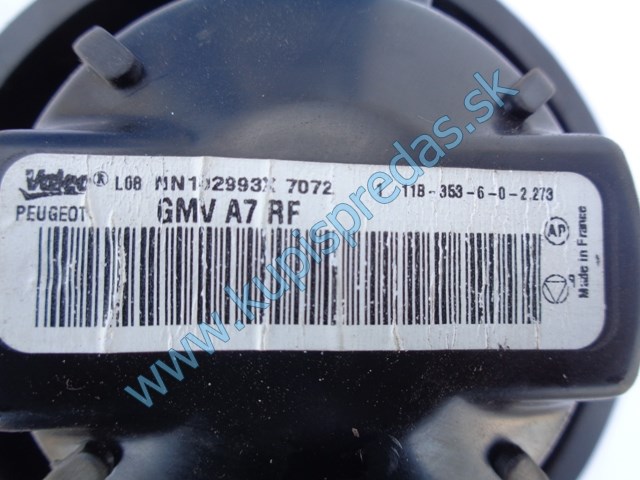 Valeo® L08 NN102993X 7072 1 118-353-6-0-2.273
PEUGEOT GMV A7 RF
AP
Made in France
www.kupispredas.sk